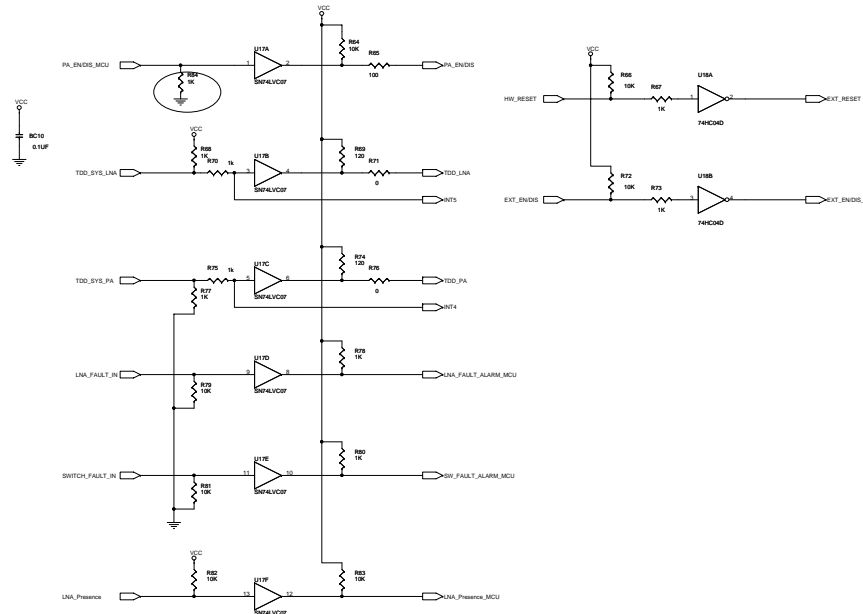 VCC
PA_EN/DIS_MCU
R84
1K
1
U17A
2
SN74LVC07
R64
10K
R65
100
PA_EN/DIS
VCC
BC10
0.1UF
VCC
R68
1K
TDD_SYS_LNA
R70
1k
3
U17B
4
SN74LVC07
R69
120
R71
0
TDD_LNA
INT5
TDD_SYS_PA
R75
1k
R77
1K
5
U17C
6
SN74LVC07
R74
120
R76
0
TDD_PA
INT4
LNA_FAULT_IN
R79
10K
9
U17D
8
SN74LVC07
R78
1K
LNA_FAULT_ALARM_MCU
SWITCH_FAULT_IN
R81
10K
11
U17E
10
SN74LVC07
R80
1K
SW_FAULT_ALARM_MCU
VCC
R82
10K
LNA_Presence
13
U17F
12
SN74LVC07
R83
10K
LNA_Presence_MCU
VCC
HW_RESET
R66
10K
R67
1K
1
U18A
2
74HC04D
EXT_RESET
EXT_EN/DIS
R72
10K
R73
1K
3
U18B
4
74HC04D
EXT_EN/DIS_